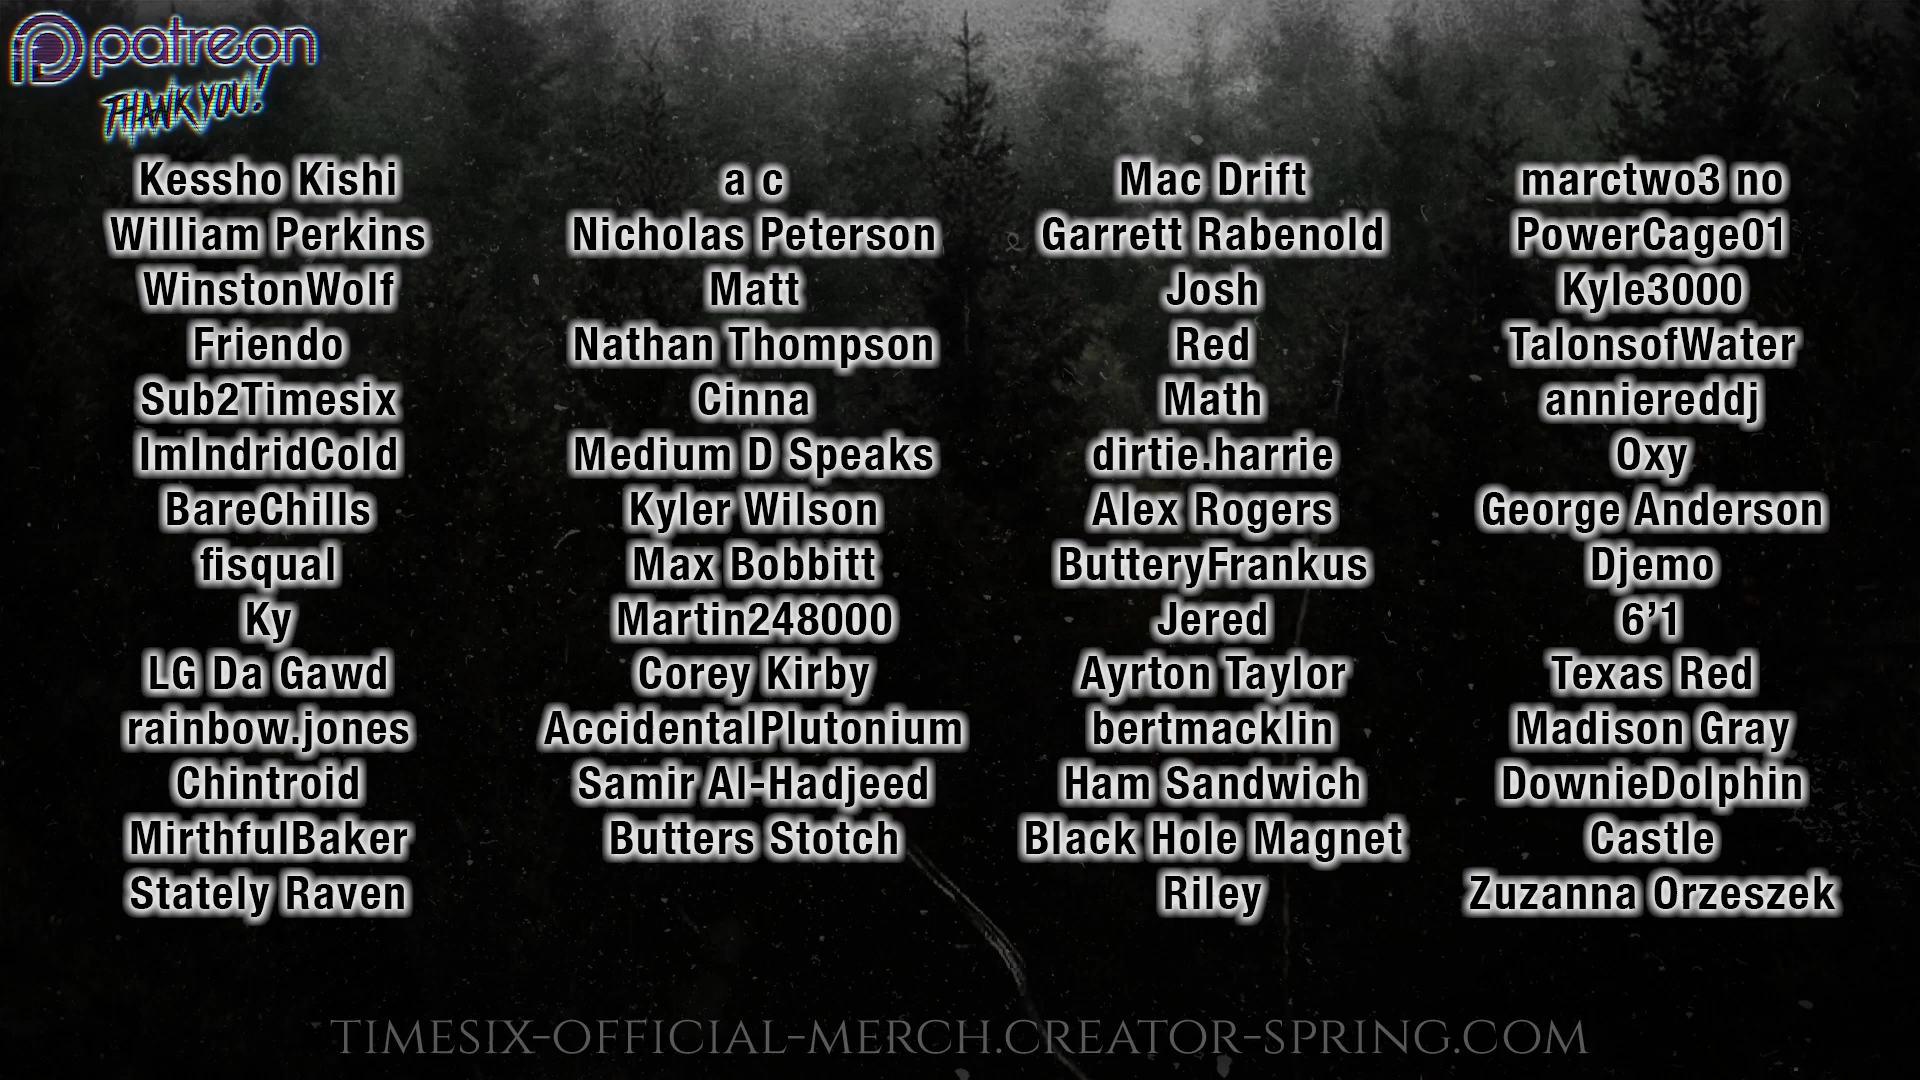 patreon
THANK YOU!
Kessho Kishi
William Perkins
WinstonWolf
Friendo
Sub2Timesix
ImIndridCold
BareChills
fisqual
Ky
LG Da Gawd
rainbow.jones
Chintroid
MirthfulBaker
Stately Raven
a c
Nicholas Peterson
Matt
Nathan Thompson
Cinna
Medium D Speaks
Kyler Wilson
Max Bobbitt
Martin248000
Corey Kirby
AccidentalPlutonium
Samir Al-Hadjeed
Butters Stotch
Mac Drift
Garrett Rabenold
Josh
Red
Math
dirtie.harrie
Alex Rogers
ButteryFrankus
Jered
Ayrton Taylor
bertmacklin
Ham Sandwich
Black Hole Magnet
Riley
marctwo3 no
PowerCage01
Kyle3000
TalonsofWater
anniereddj
Oxy
George Anderson
Djemo
6’1
Texas Red
Madison Gray
DownieDolphin
Castle
Zuzanna Orzeszek
TIMESIX-OFFICIAL-MERCH.CREATOR-SPRING.COM